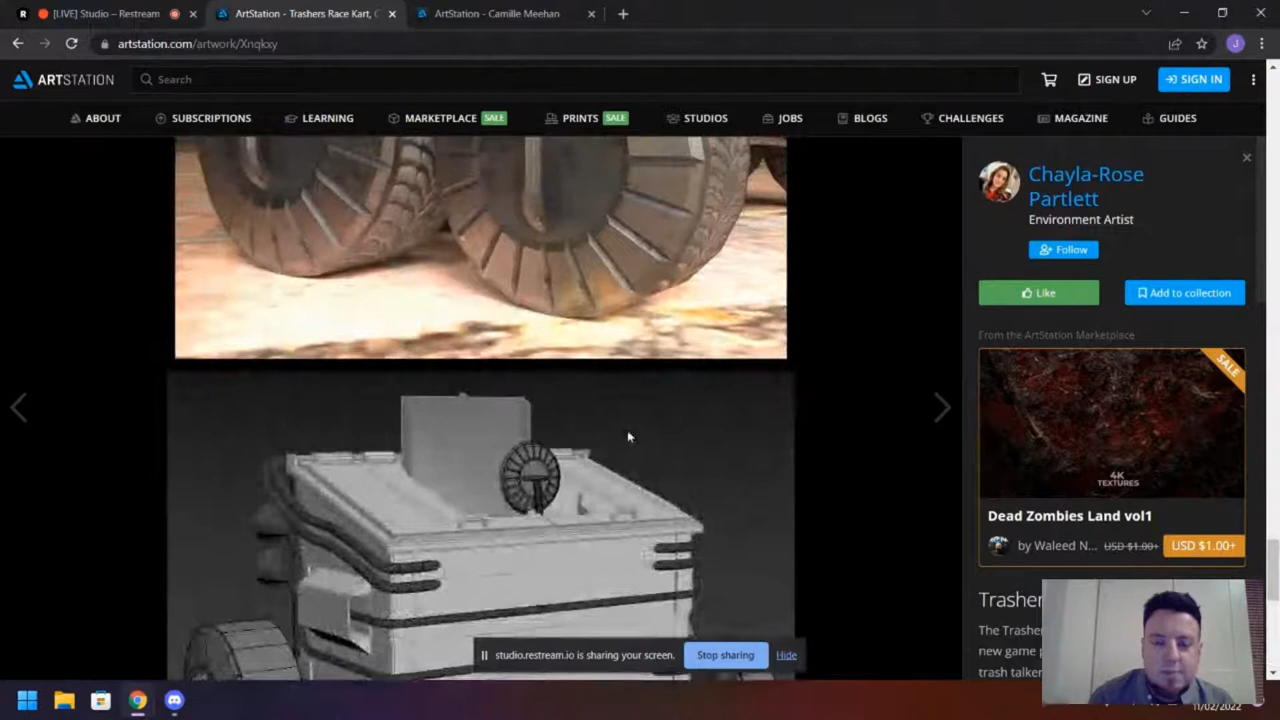 [LIVE] Studio – Restream
ArtStation - Trashers Race Kart, C
ArtStation - Camille Meehan
artstation.com/artwork/Xnqkxy
J
ARTSTATION
Search
SIGN UP
SIGN IN
ABOUT
SUBSCRIPTIONS
LEARNING
MARKETPLACE SALE
PRINTS SALE
STUDIOS
JOBS
BLOGS
CHALLENGES
MAGAZINE
GUIDES
Chayla-Rose
Partlett
Environment Artist
Follow
Like
Add to collection
From the ArtStation Marketplace
SALE
4K
TEXTURES
Dead Zombies Land vol1
by Waleed N... USD $1.00+ USD $1.00+
Trasher
The Trasher
new game p
trash talker
studio.restream.io is sharing your screen.
Stop sharing
Hide
11/02/2022